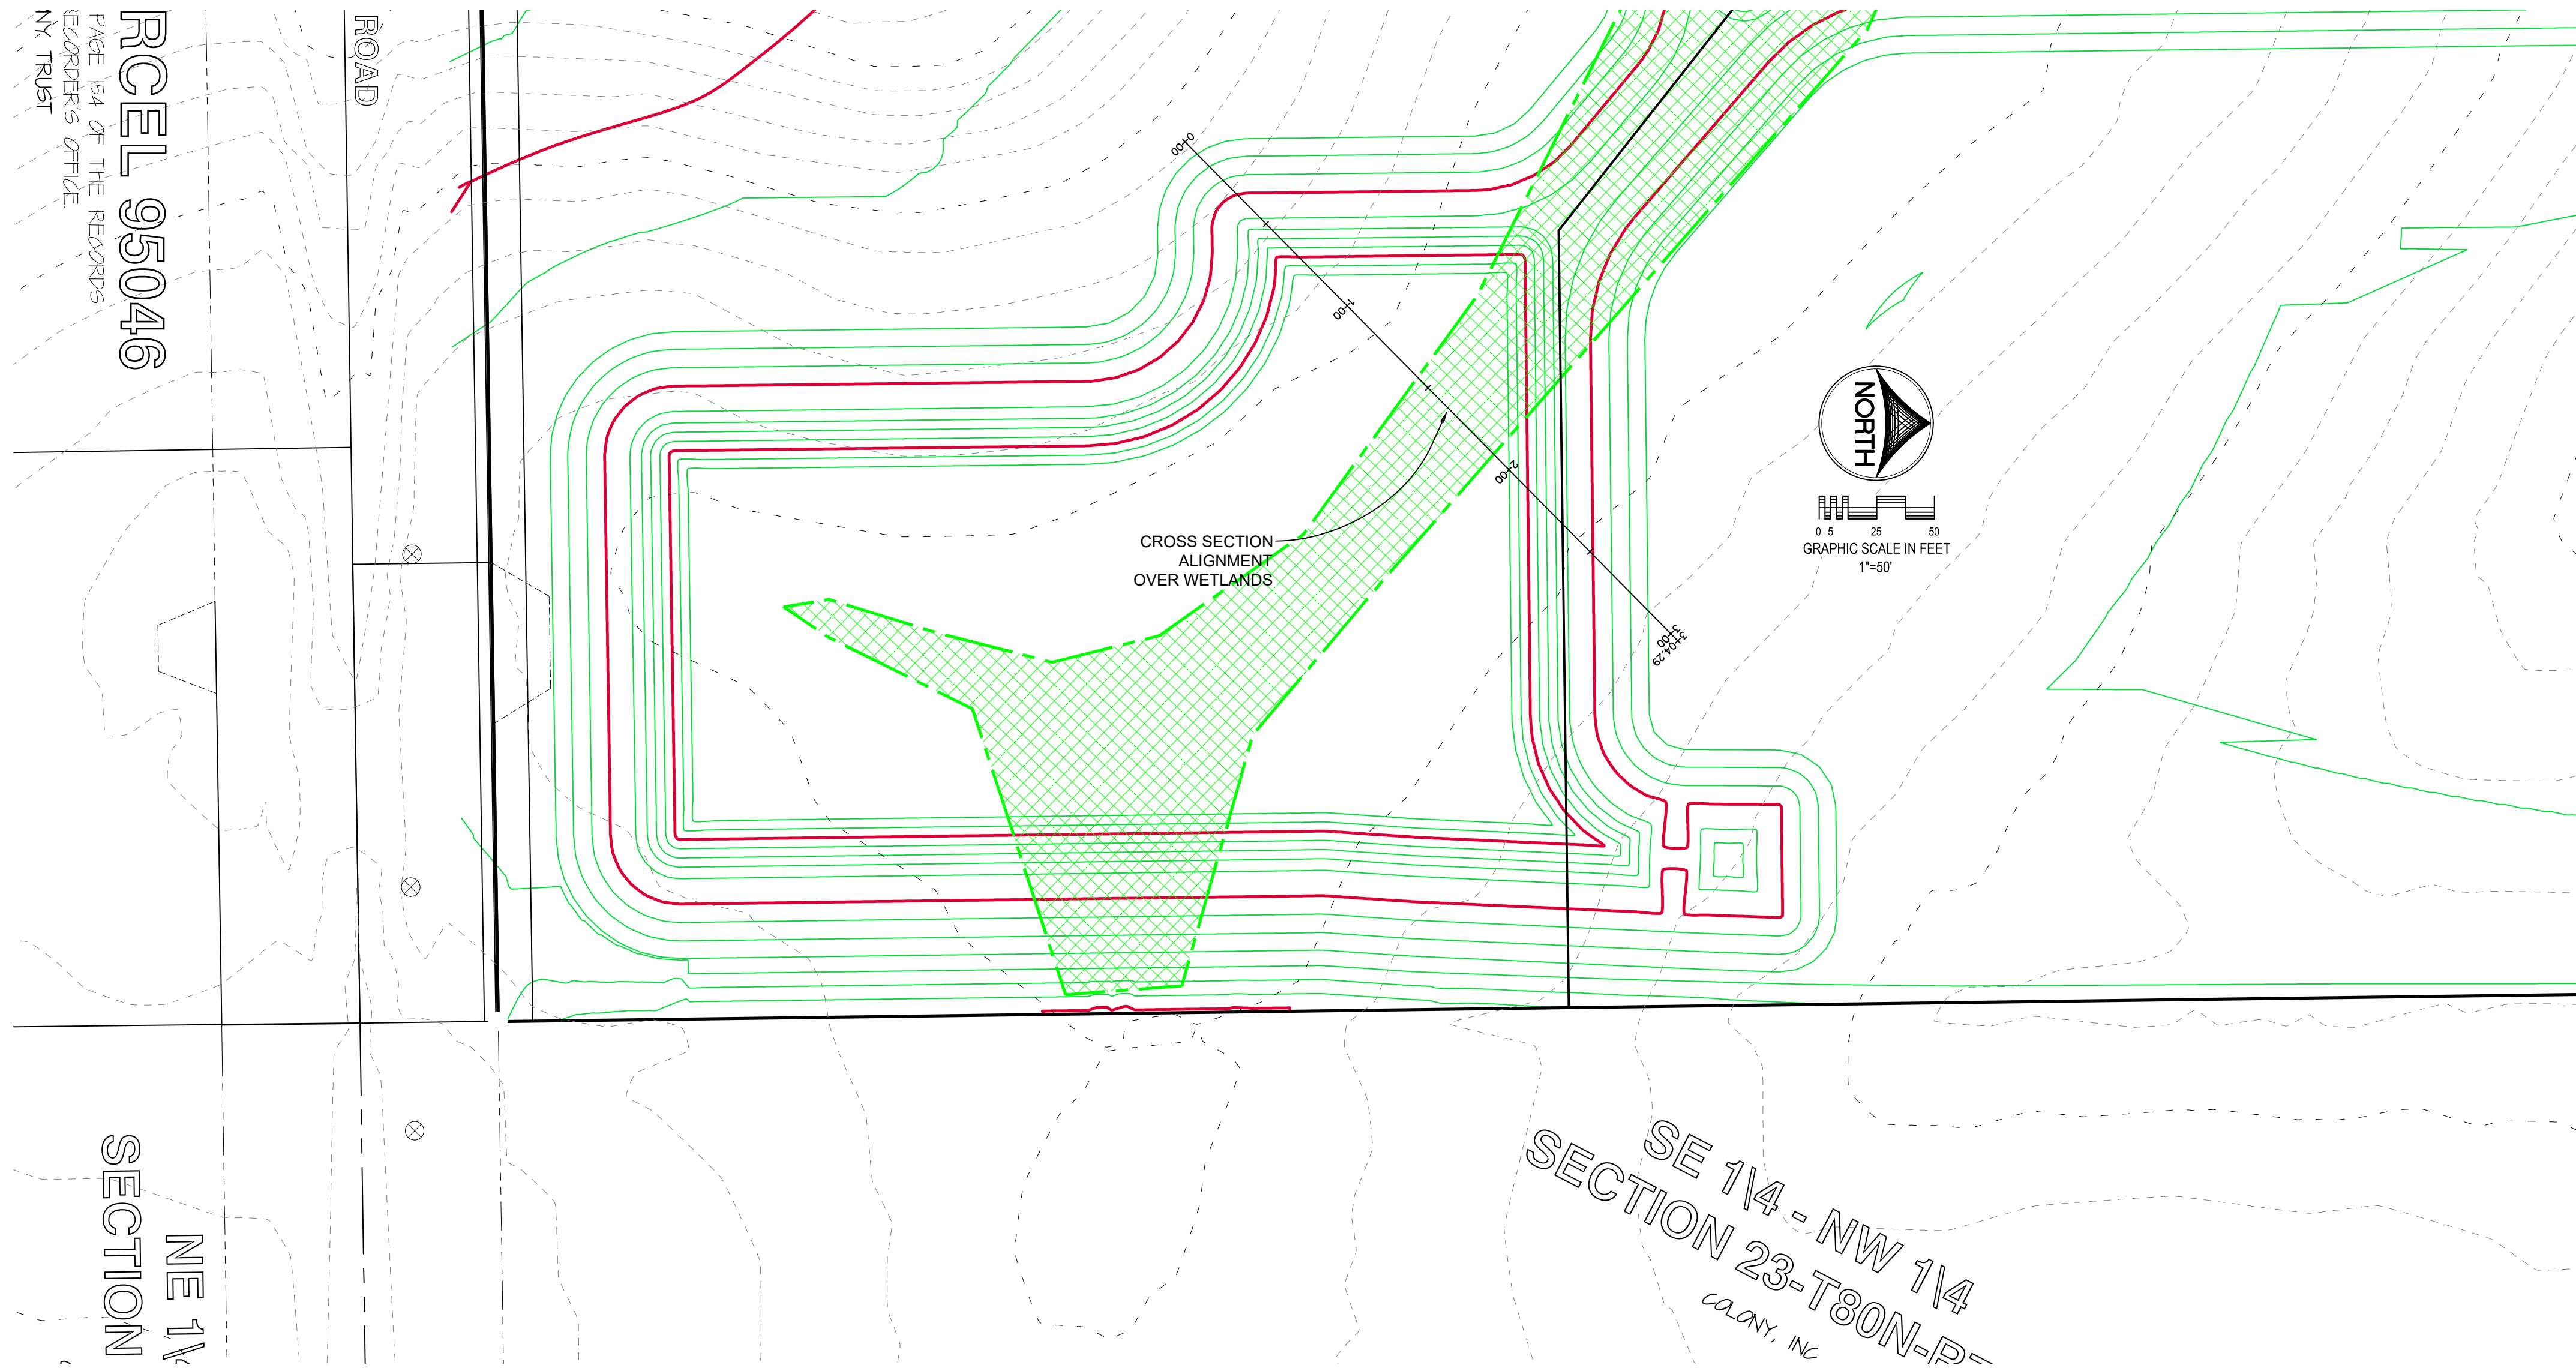 ROAD
RCEL 95046
PAGE 154 OF THE RECORDS
RECORDER'S OFFICE.
NY, TRUST
0+00
1+00
2+00
3+00
3+04.29
CROSS SECTION
ALIGNMENT
OVER WETLANDS
NORTH
0 5 25 50
GRAPHIC SCALE IN FEET
1"=50'
SE 1\4 - NW 1\4
SECTION 23-T80N-R
COLONY, INC
NE 1\4
SECTION